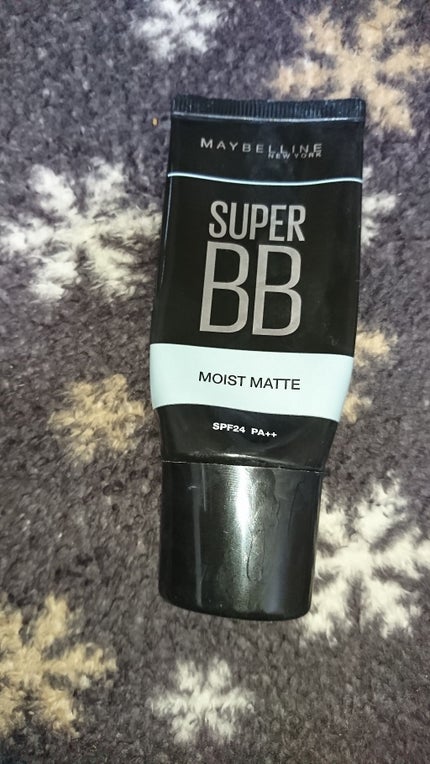 MAYBELLINE
NEW YORK
SUPER
BB
MOIST MATTE
SPF24 PA++